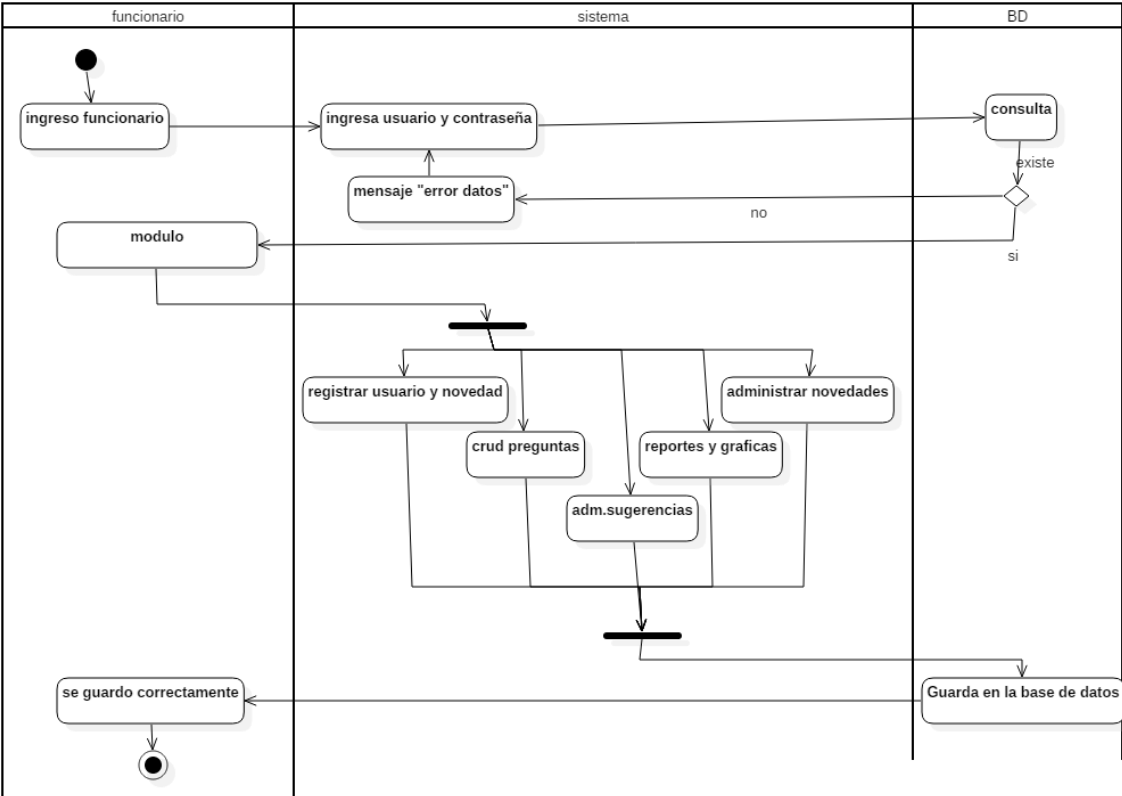 funcionario
sistema
BD
ingreso funcionario
ingresa usuario y contraseña
consulta
existe
mensaje "error datos"
no
modulo
si
registrar usuario y novedad
administrar novedades
crud preguntas
reportes y graficas
adm.sugerencias
se guardo correctamente
Guarda en la base de datos